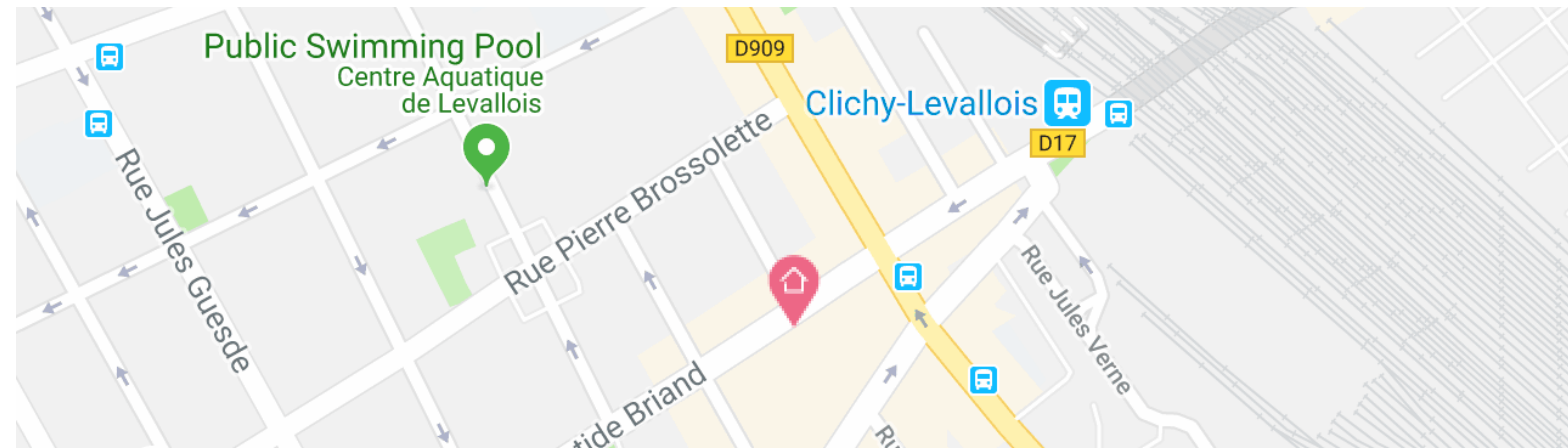 Public Swimming Pool
Centre Aquatique
de Levallois
D909
Clichy-Levallois
D17
Rue Jules Guesde
Rue Pierre Brossolette
Rue Jules Verne
tide Briand